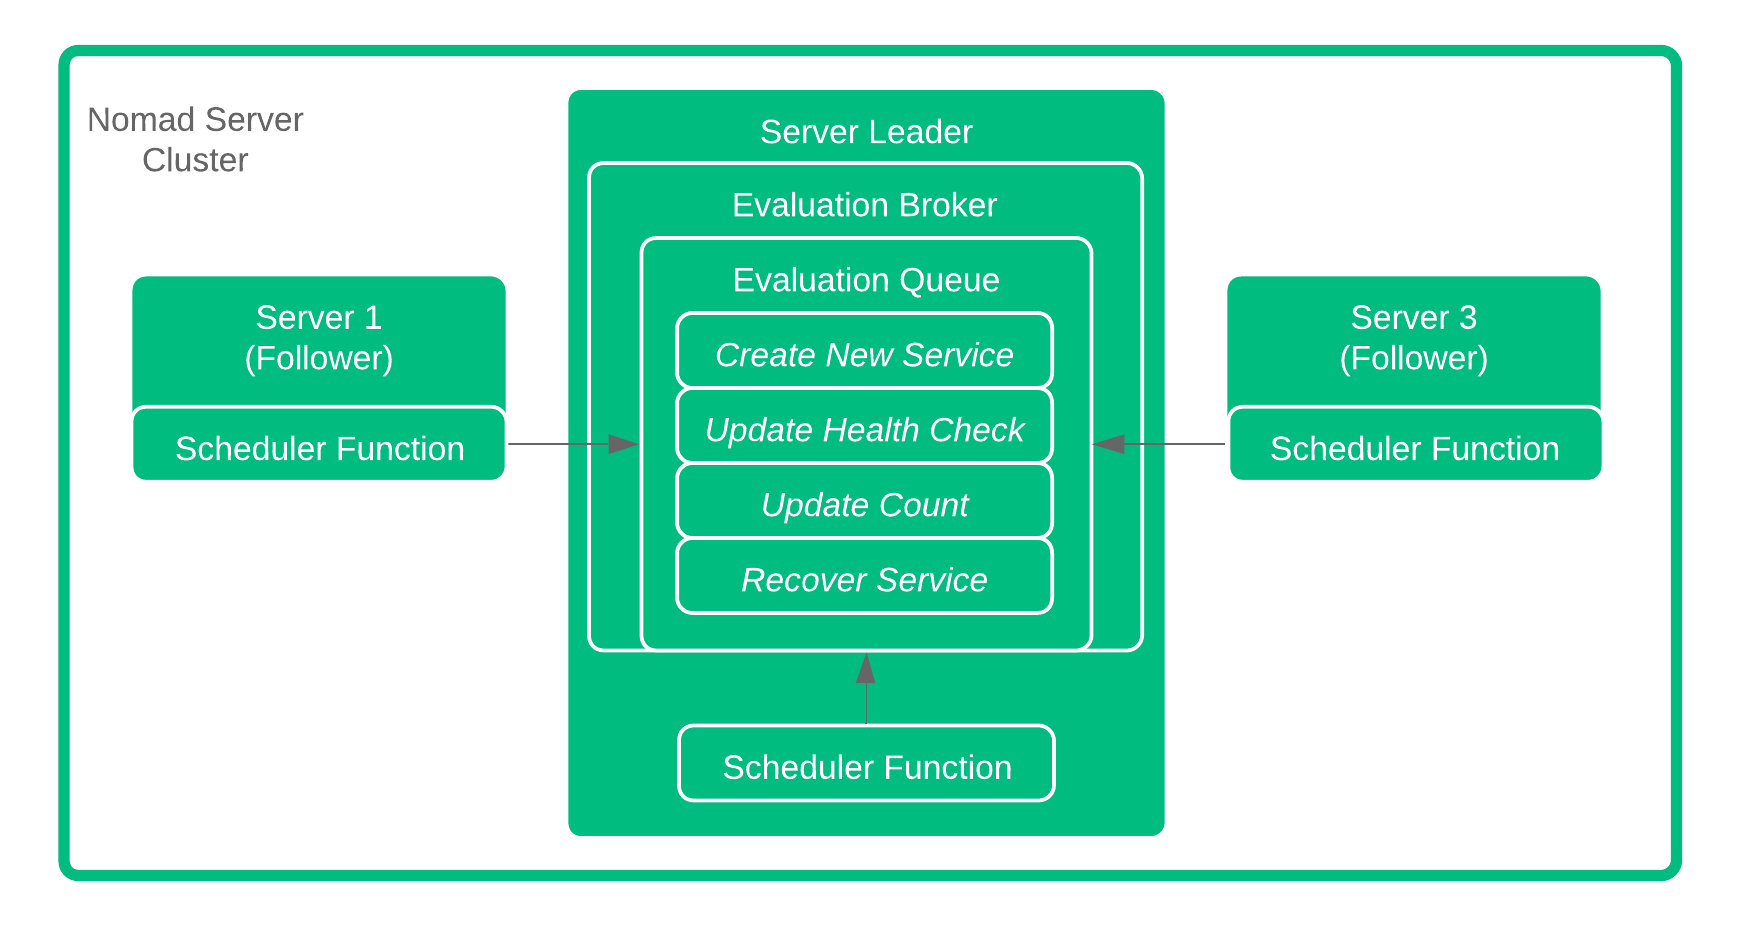 Nomad Server
Cluster
Server Leader
Evaluation Broker
Evaluation Queue
Create New Service
Update Health Check
Update Count
Recover Service
Scheduler Function
Server 1
(Follower)
Scheduler Function
Server 3
(Follower)
Scheduler Function